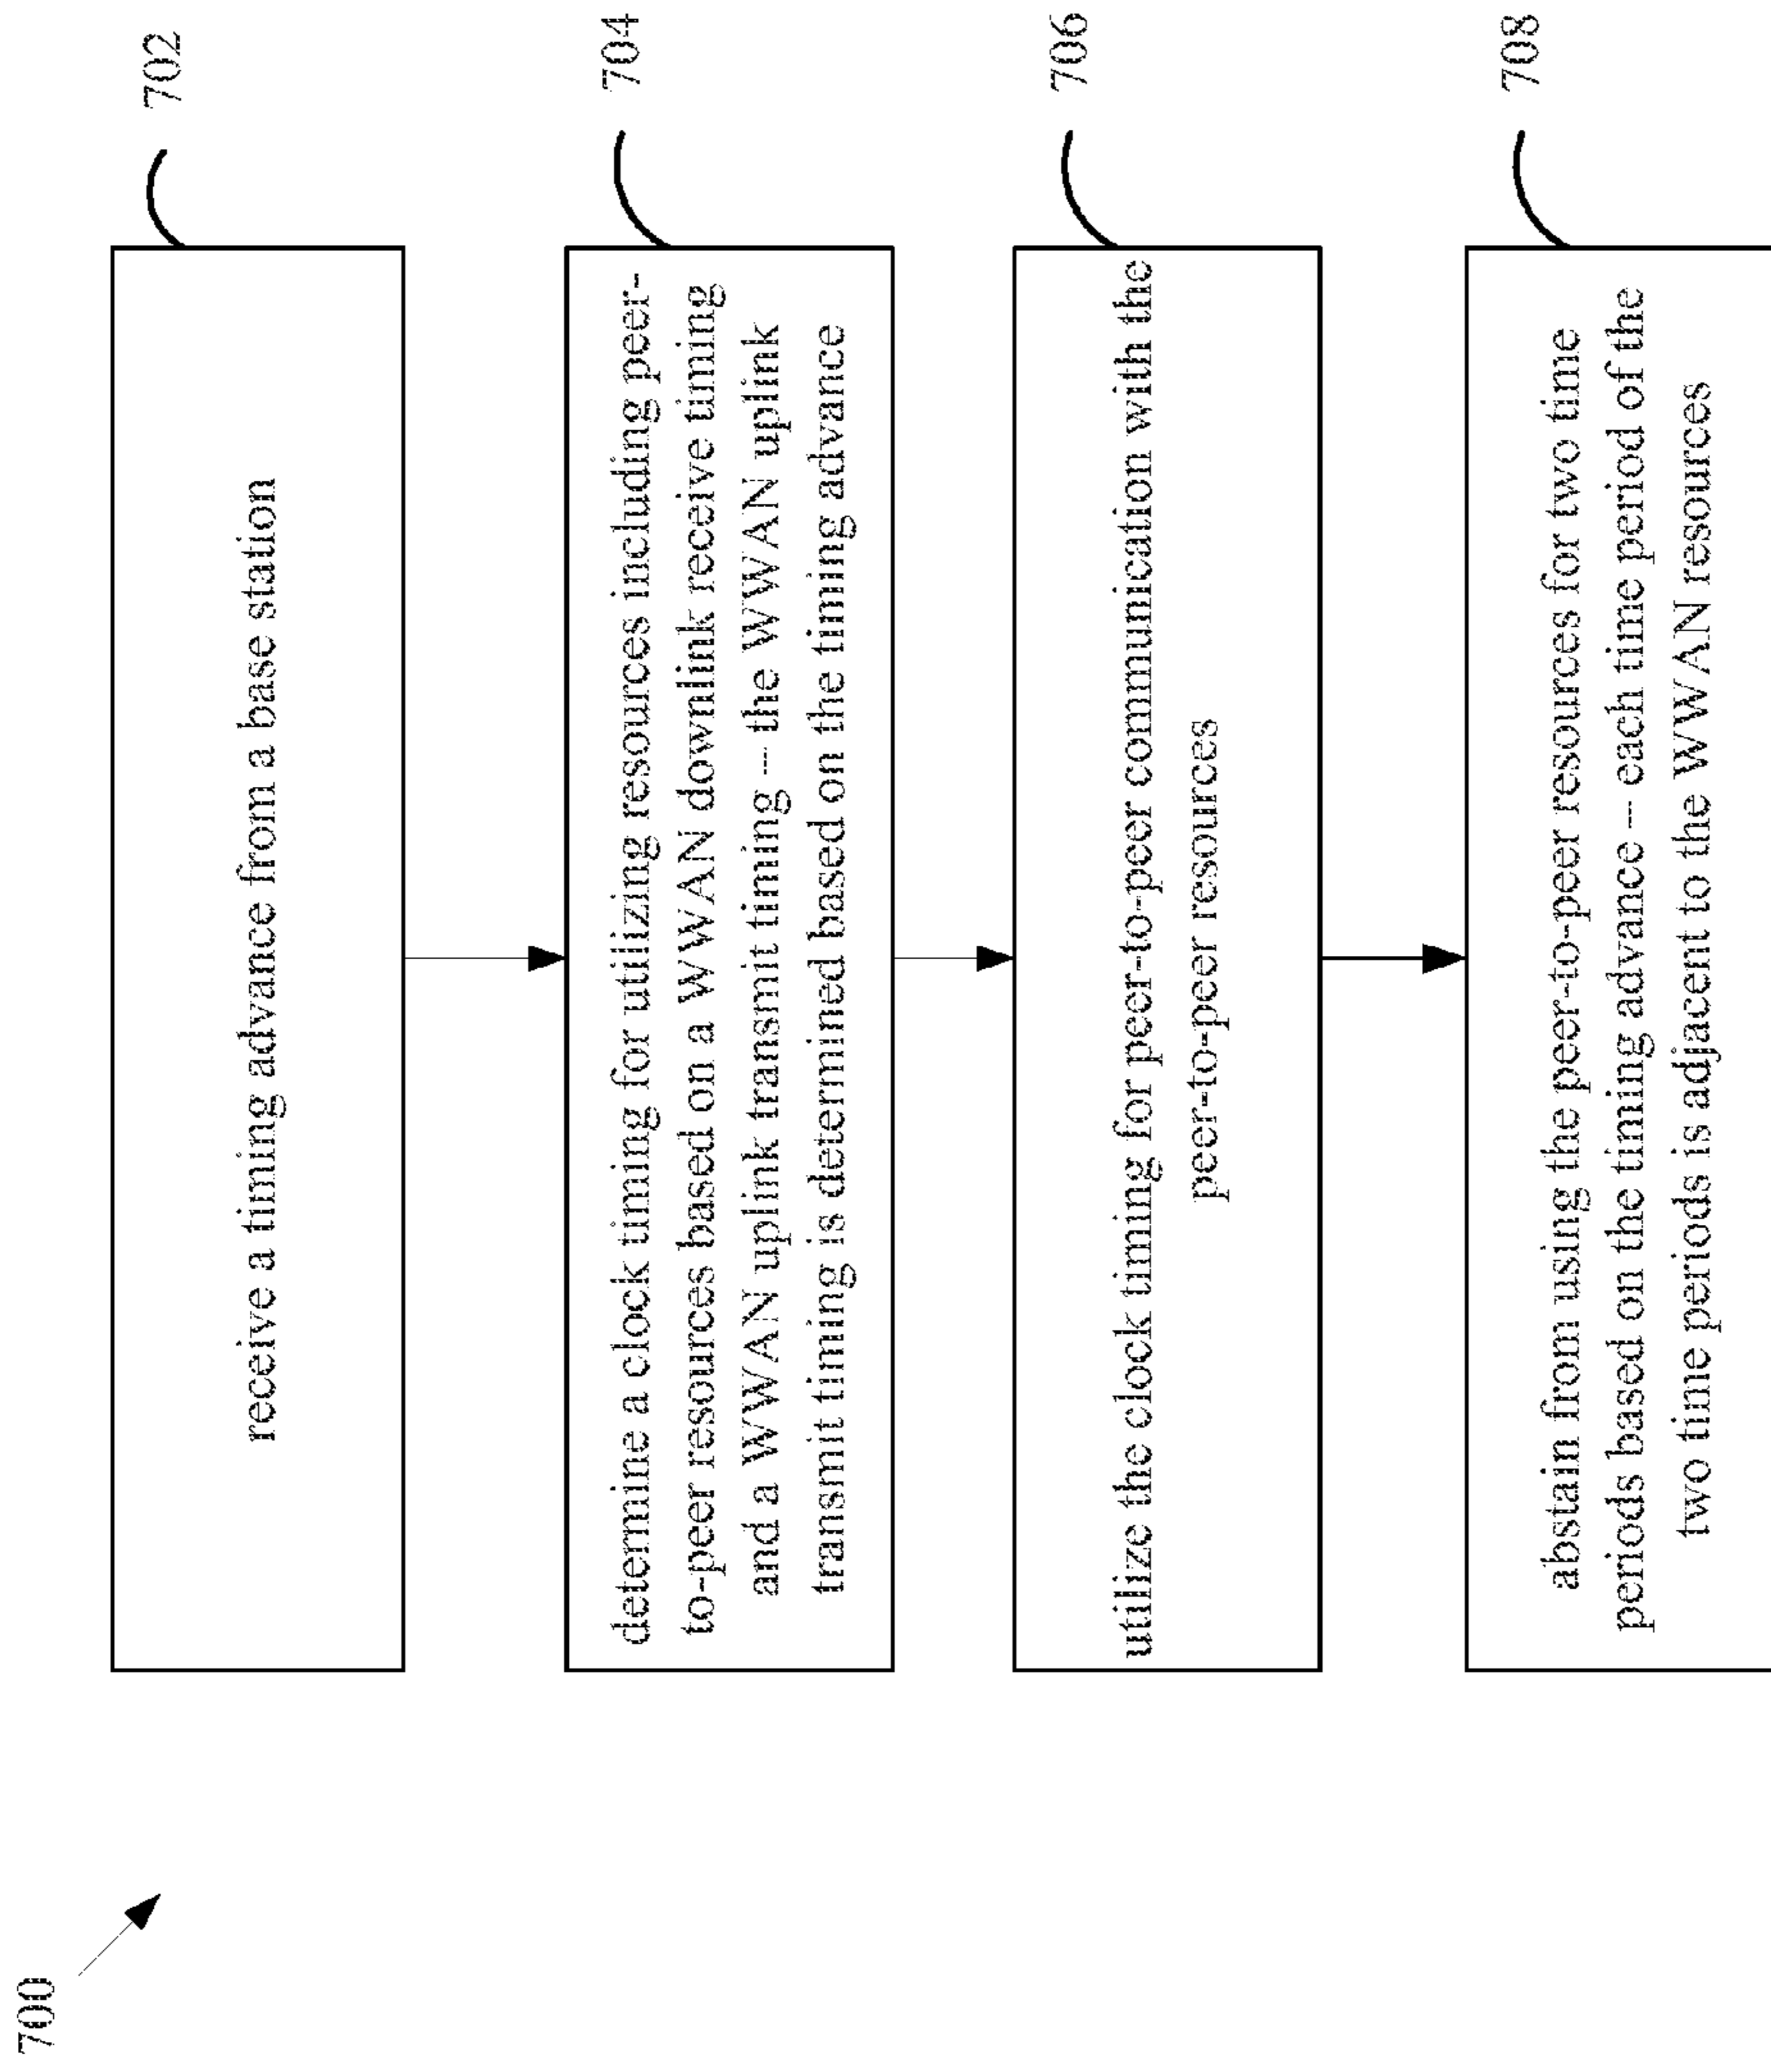 700
702
receive a timing advance from a base station
704
determine a clock timing for utilizing resources including peer-
to-peer resources based on a WWAN downlink receive timing
and a WWAN uplink transmit timing -- the WWAN uplink
transmit timing is determined based on the timing advance
706
utilize the clock timing for peer-to-peer communication with the
peer-to-peer resources
708
abstain from using the peer-to-peer resources for two time
periods based on the timing advance -- each time period of the
two time periods is adjacent to the WWAN resources